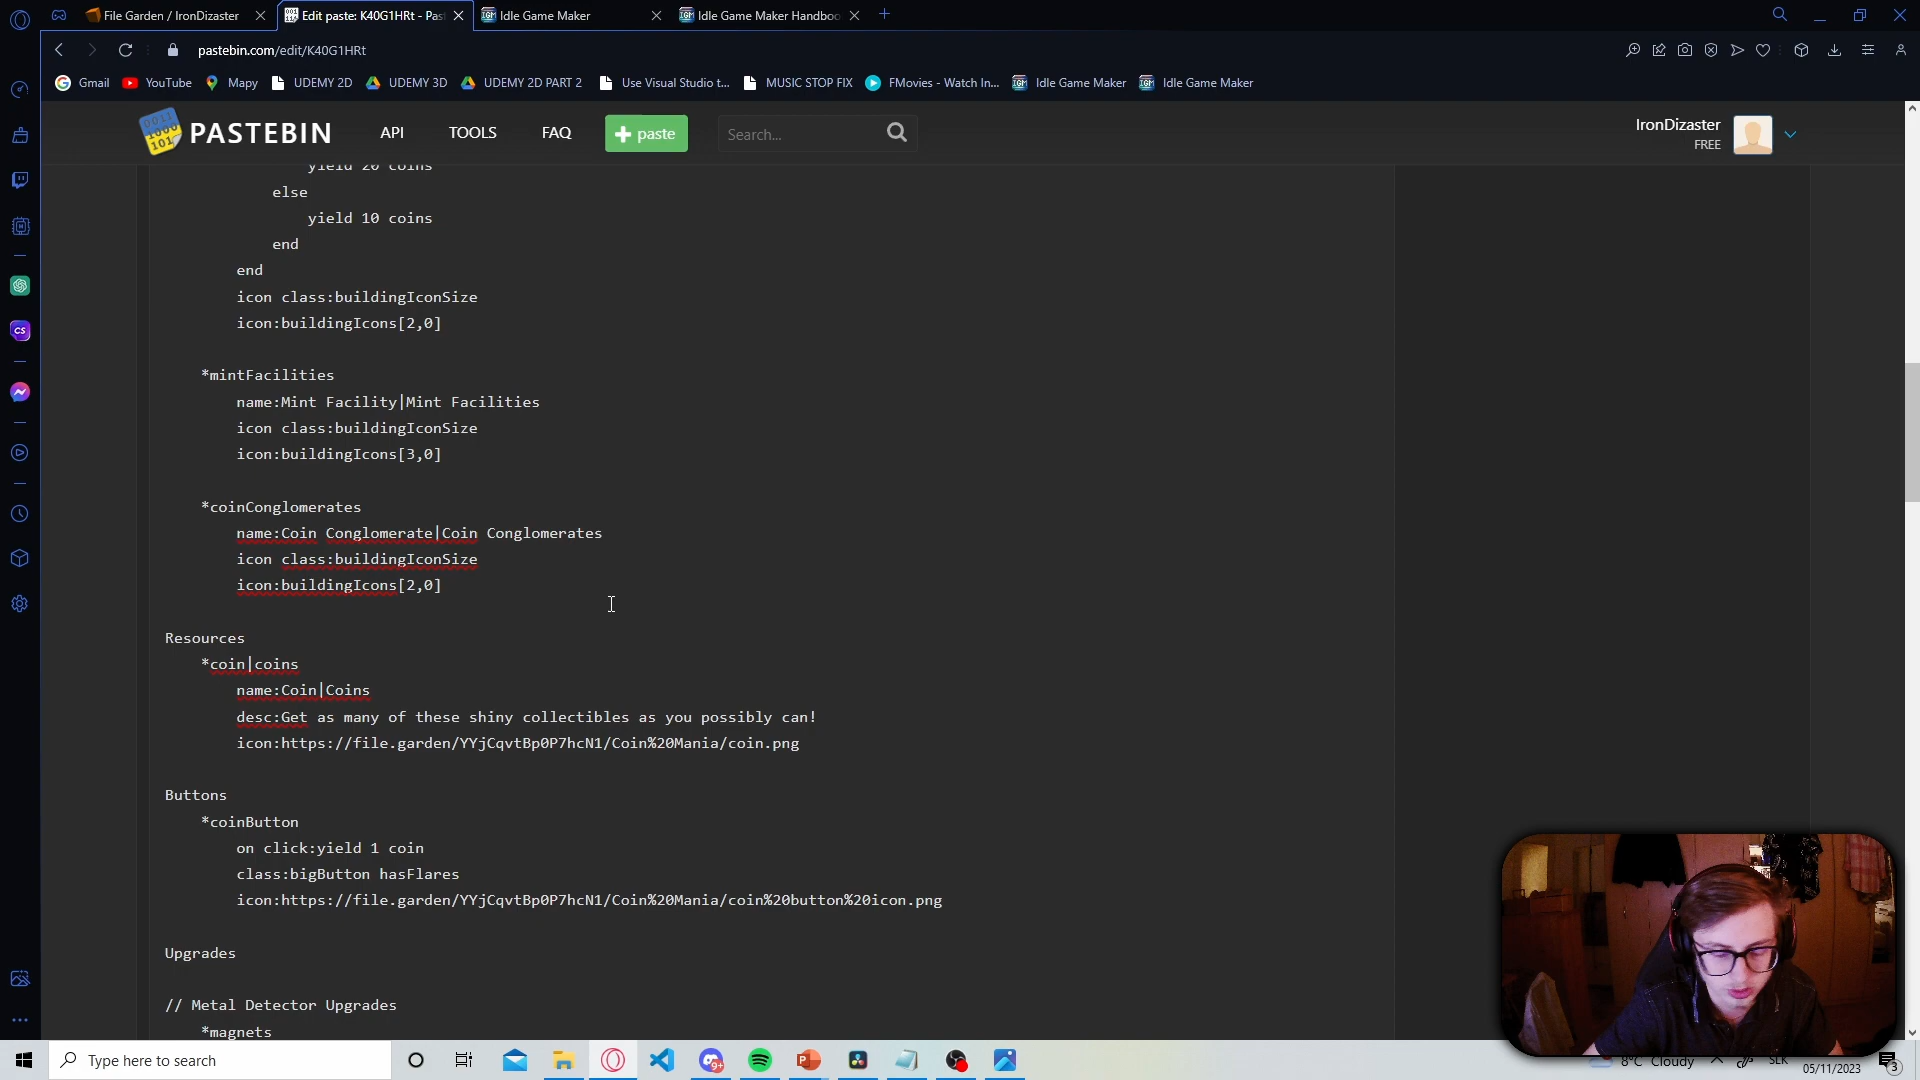 File Garden / IronDizaster
Edit paste: K40G1HRt - Pas
Idle Game Maker
Idle Game Maker Handboo
pastebin.com/edit/K40G1HRt
Gmail
YouTube
Mapy
UDEMY 2D
UDEMY 3D
UDEMY 2D PART 2
Use Visual Studio t...
MUSIC STOP FIX
FMovies - Watch In...
Idle Game Maker
Idle Game Maker
PASTEBIN
API
TOOLS
FAQ
paste
Search...
IronDizaster
FREE
yield 20 coins
else
yield 10 coins
end
end
icon class:buildingIconSize
icon:buildingIcons[2,0]
*mintFacilities
name:Mint Facility|Mint Facilities
icon class:buildingIconSize
icon:buildingIcons[3,0]
*coinConglomerates
name:Coin Conglomerate|Coin Conglomerates
icon class:buildingIconSize
icon:buildingIcons[2,0]
Resources
*coin|coins
name:Coin|Coins
desc:Get as many of these shiny collectibles as you possibly can!
icon:https://file.garden/YYjCqvtBp0P7hcN1/Coin%20Mania/coin.png
Buttons
*coinButton
on click:yield 1 coin
class:bigButton hasFlares
icon:https://file.garden/YYjCqvtBp0P7hcN1/Coin%20Mania/coin%20button%20icon.png
Upgrades
// Metal Detector Upgrades
*magnets
Type here to search
8°C Cloudy
SLK
05/11/2023